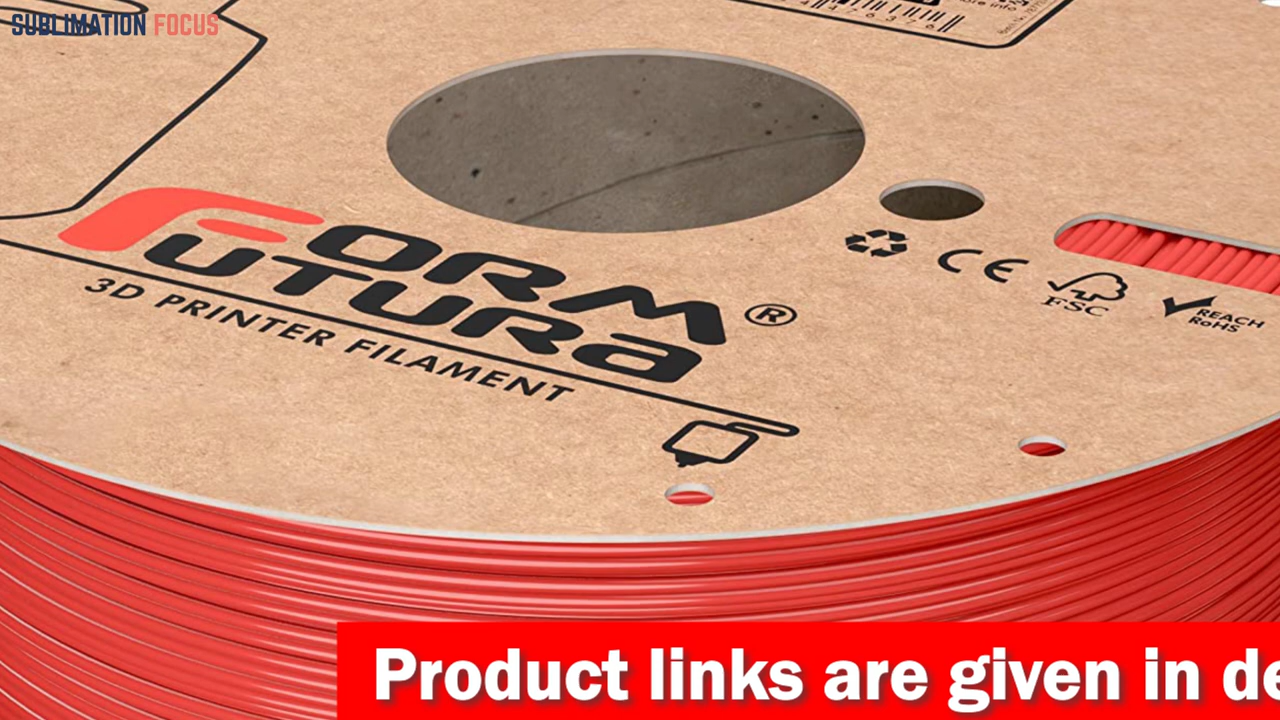 SUBLIMATION FOCUS
FORM
FUTURA
®
3D PRINTER FILAMENT
CE
FSC
REACH
RoHS
Product links are given in de